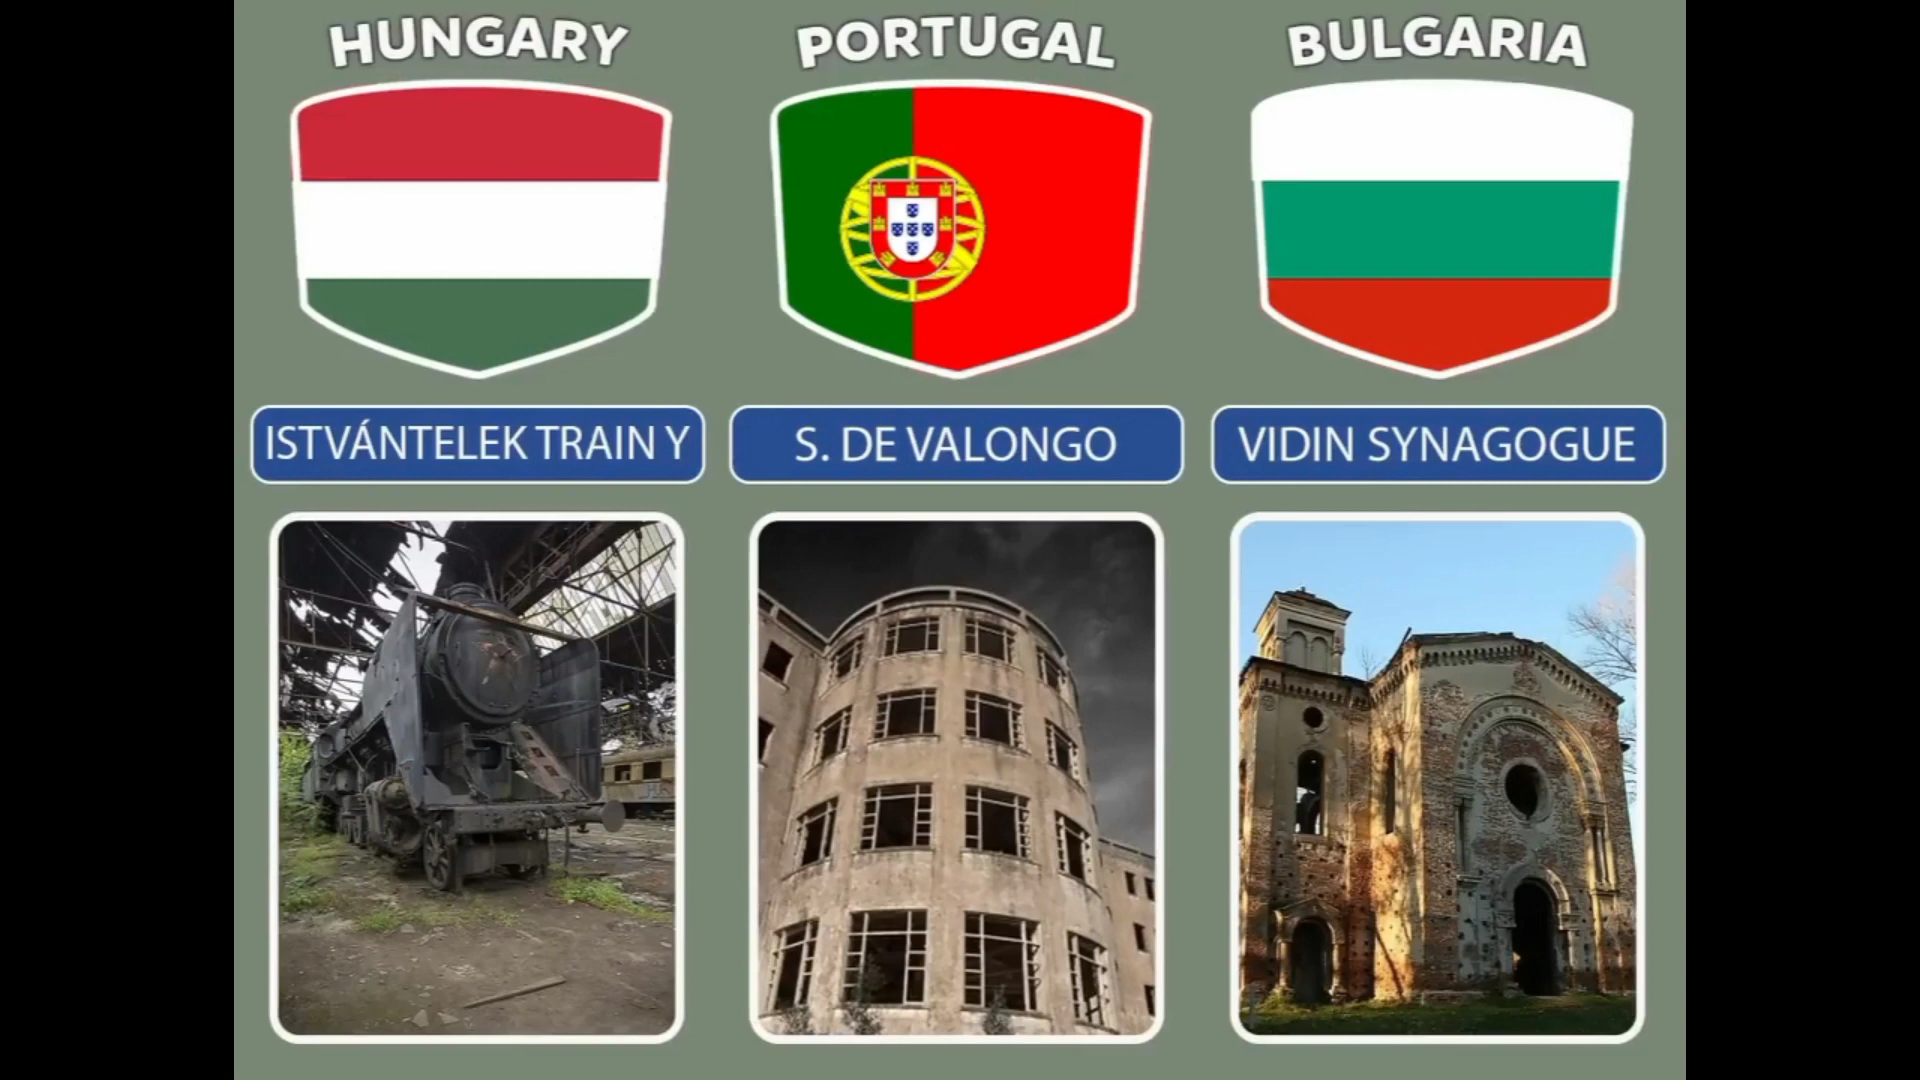 HUNGARY
PORTUGAL
BULGARIA
ISTVÁNTELEK TRAIN Y
S. DE VALONGO
VIDIN SYNAGOGUE